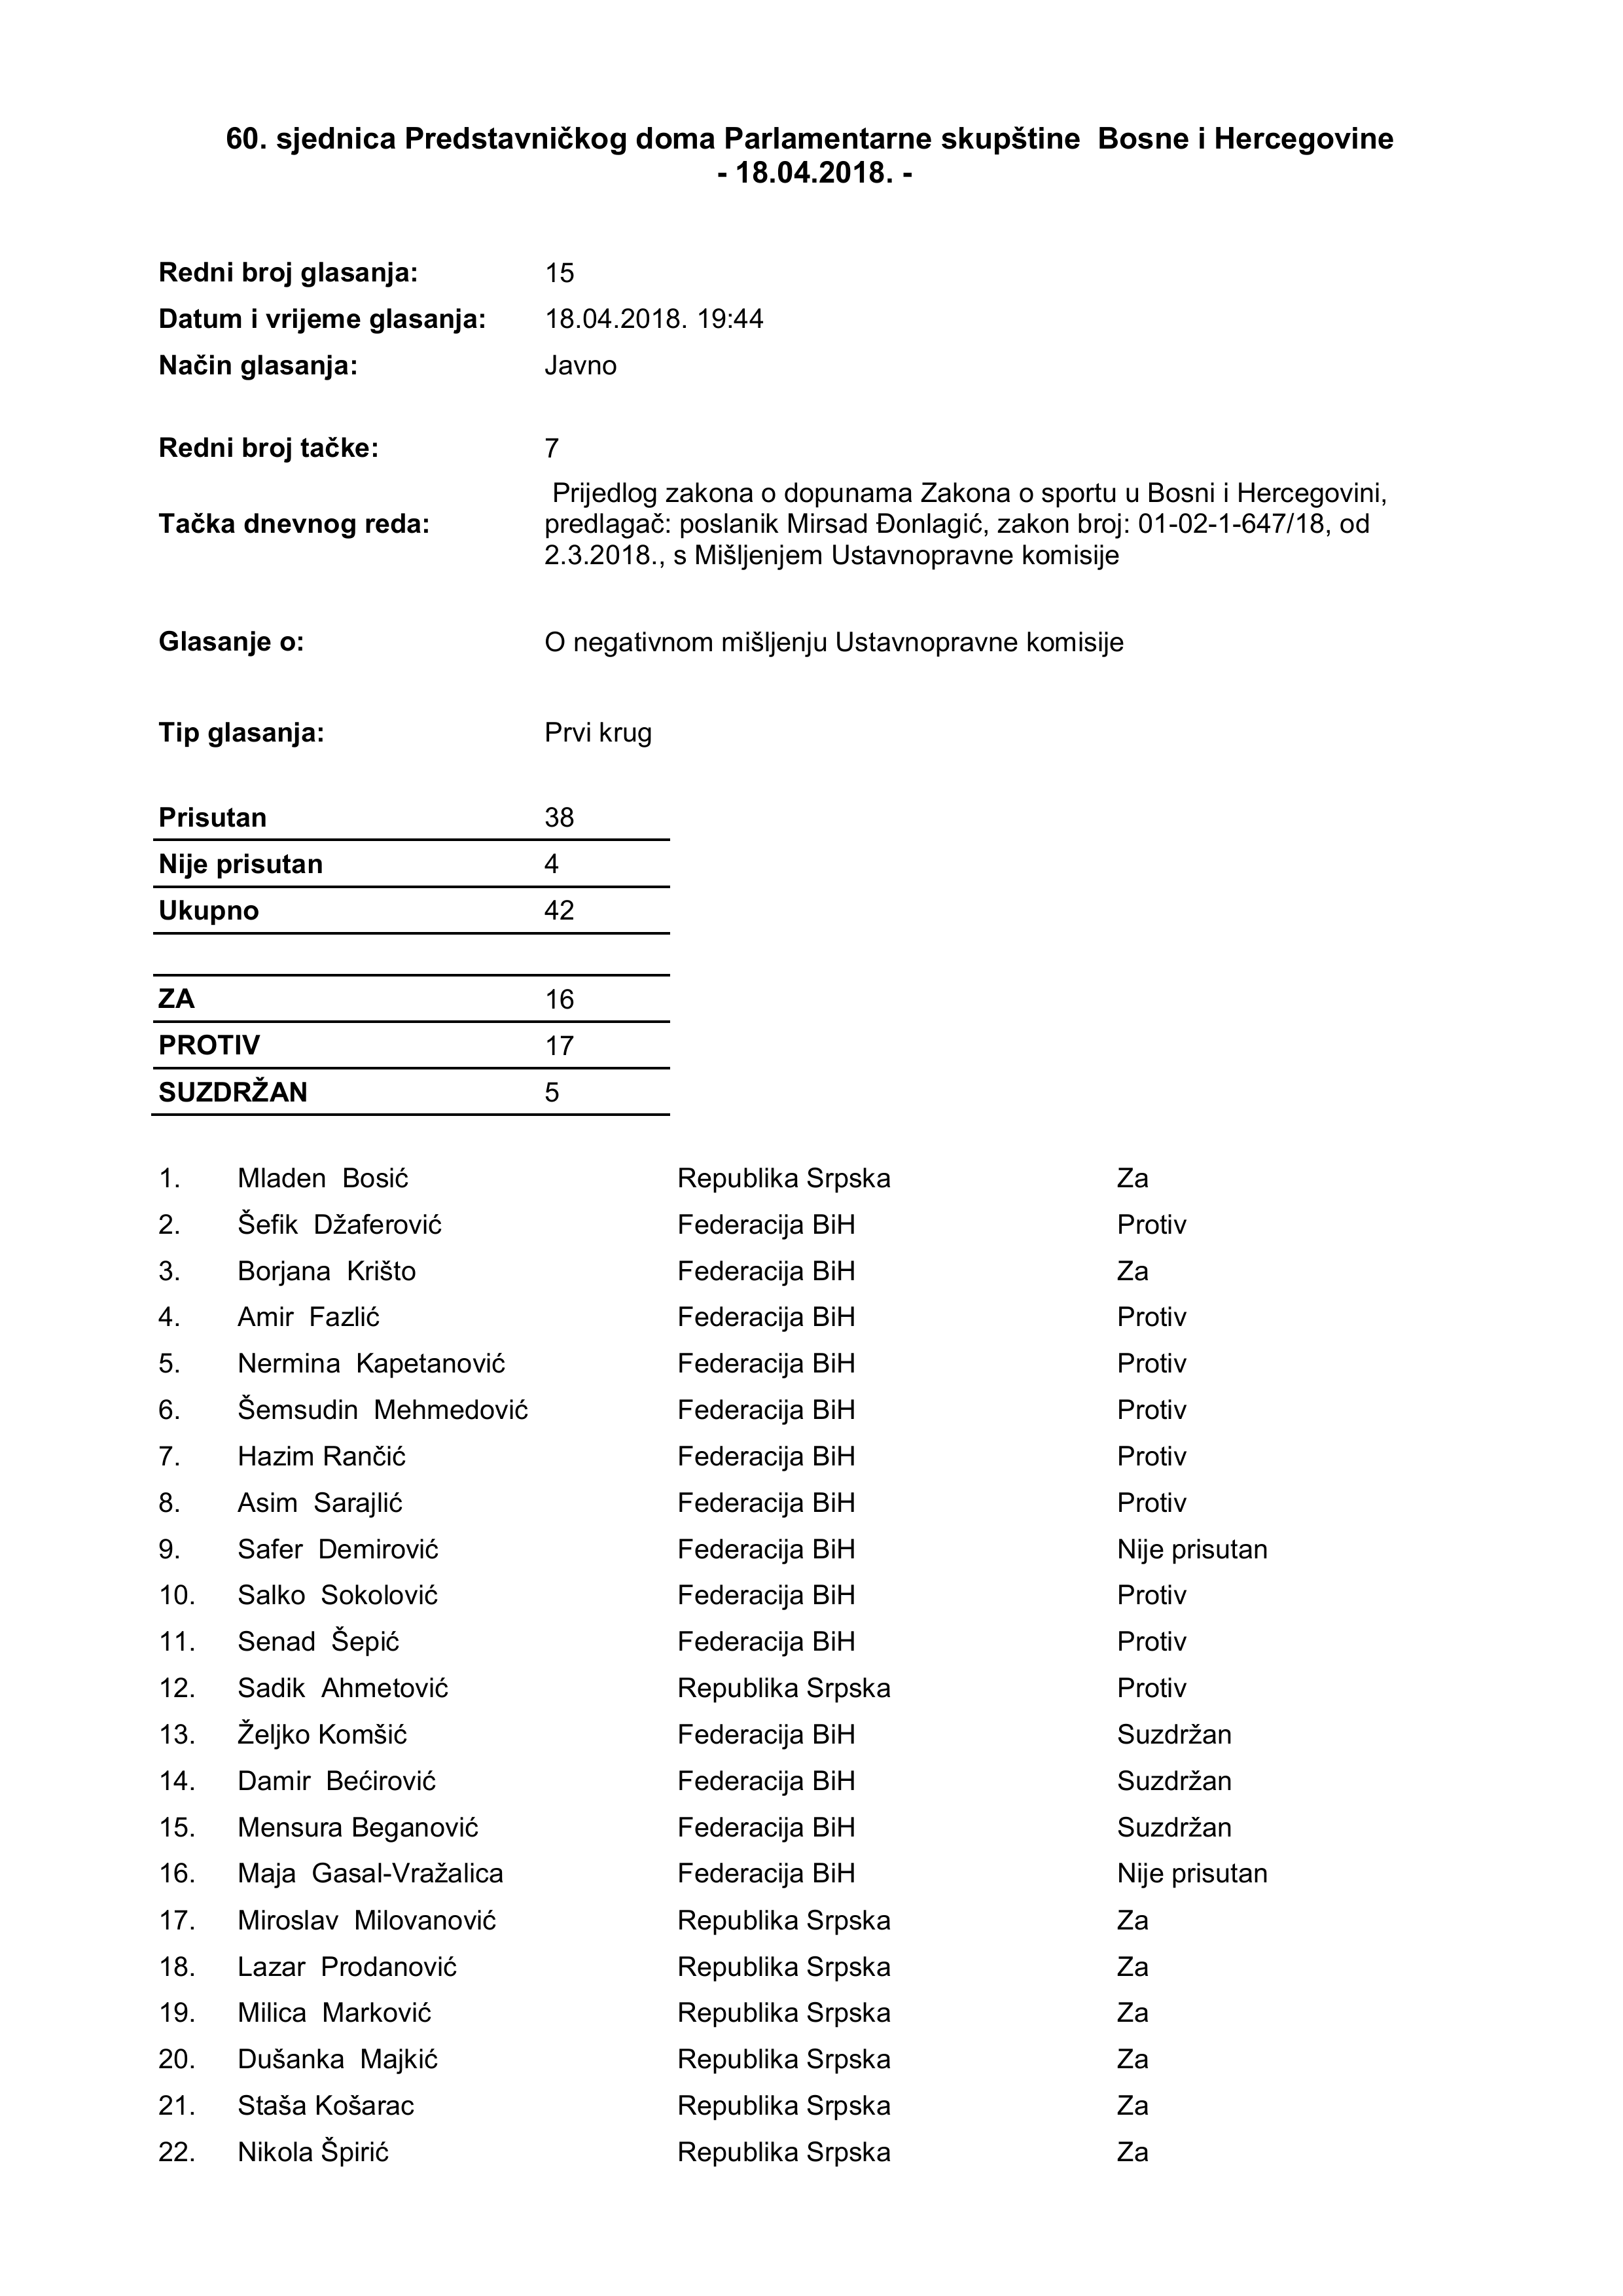 60. sjednica Predstavničkog doma Parlamentarne skupštine  Bosne i Hercegovine
- 18.04.2018. -
Redni broj glasanja: 15
Datum i vrijeme glasanja: 18.04.2018. 19:44
Način glasanja: Javno
Redni broj tačke: 7
Tačka dnevnog reda: Prijedlog zakona o dopunama Zakona o sportu u Bosni i Hercegovini,
predlagač: poslanik Mirsad Đonlagić, zakon broj: 01-02-1-647/18, od
2.3.2018., s Mišljenjem Ustavnopravne komisije
Glasanje o: O negativnom mišljenju Ustavnopravne komisije
Tip glasanja: Prvi krug
Prisutan 38
Nije prisutan 4
Ukupno 42
ZA 16
PROTIV 17
SUZDRŽAN 5
1. Mladen  Bosić Republika Srpska Za
2. Šefik  Džaferović Federacija BiH Protiv
3. Borjana  Krišto Federacija BiH Za
4. Amir  Fazlić Federacija BiH Protiv
5. Nermina  Kapetanović Federacija BiH Protiv
6. Šemsudin  Mehmedović Federacija BiH Protiv
7. Hazim Rančić Federacija BiH Protiv
8. Asim  Sarajlić Federacija BiH Protiv
9. Safer  Demirović Federacija BiH Nije prisutan
10. Salko  Sokolović Federacija BiH Protiv
11. Senad  Šepić Federacija BiH Protiv
12. Sadik  Ahmetović Republika Srpska Protiv
13. Željko Komšić Federacija BiH Suzdržan
14. Damir  Bećirović Federacija BiH Suzdržan
15. Mensura Beganović Federacija BiH Suzdržan
16. Maja  Gasal-Vražalica Federacija BiH Nije prisutan
17. Miroslav  Milovanović Republika Srpska Za
18. Lazar  Prodanović Republika Srpska Za
19. Milica  Marković Republika Srpska Za
20. Dušanka  Majkić Republika Srpska Za
21. Staša Košarac Republika Srpska Za
22. Nikola Špirić Republika Srpska Za